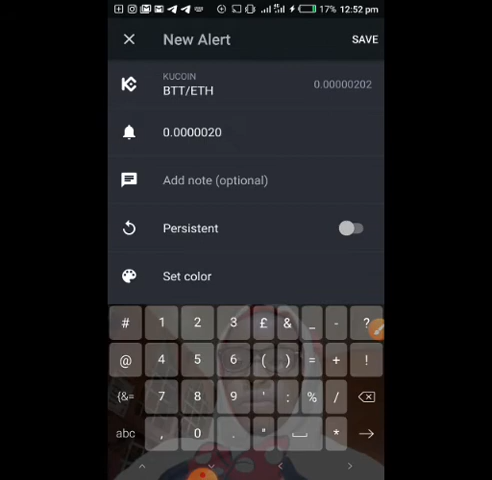 17% 12:52 pm
New Alert SAVE
KUCOIN
BTT/ETH 0.00000202
0.0000020
Add note (optional)
Persistent
Set color
# 1 2 3 £ & _ - ?
@ 4 5 6 ( ) = + !
{&= 7 8 9 ' : % /
abc , 0 . " *